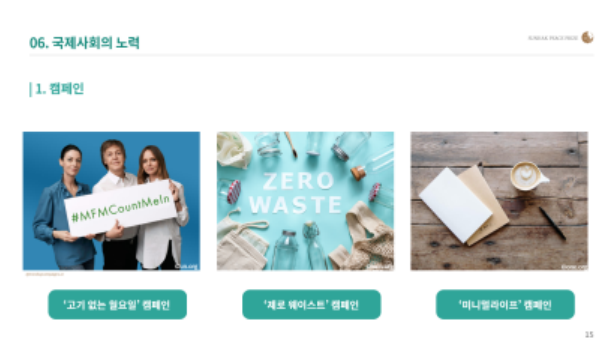 06. 국제사회의 노력
1. 캠페인
#MFMCountMeIn
ZERO
WASTE
'고기 없는 월요일' 캠페인
'제로 웨이스트' 캠페인
'미니멀라이프' 캠페인
25